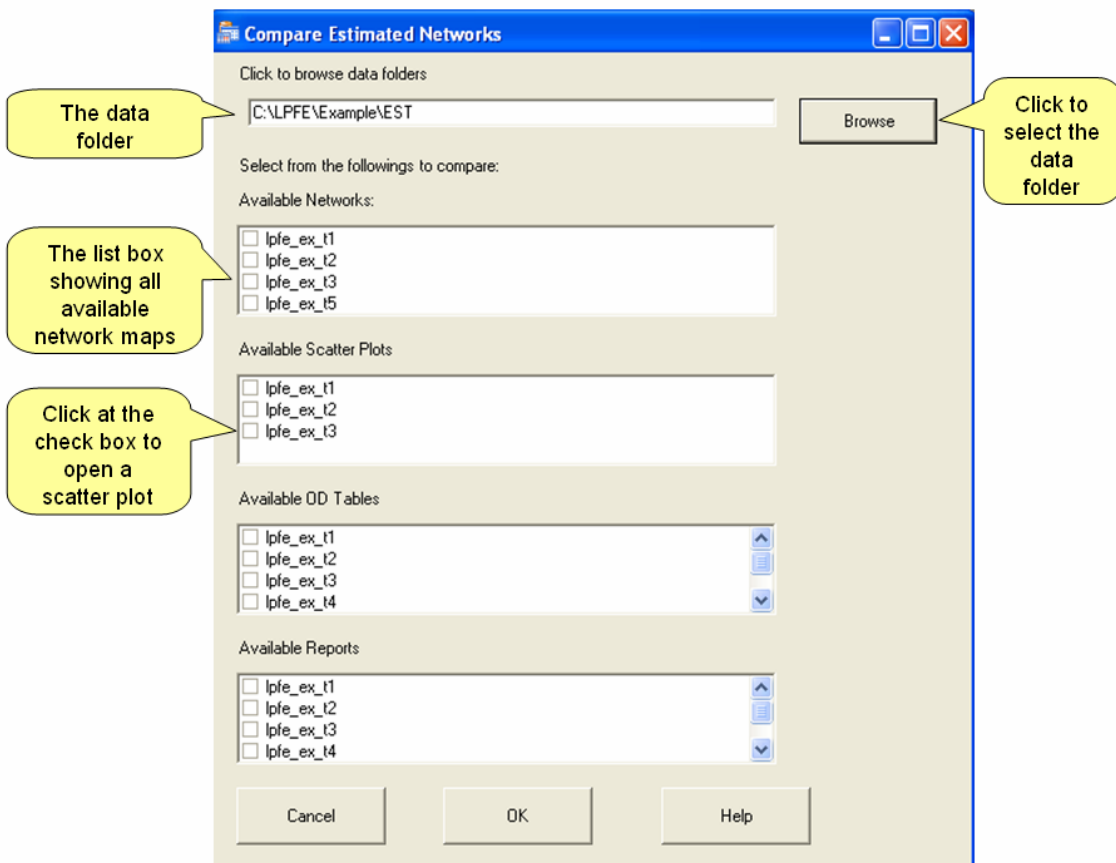 Compare Estimated Networks
Click to browse data folders
The data
folder
C:\LPFE\Example\EST
Browse
Click to
select the
data
folder
Select from the followings to compare:
Available Networks:
The list box
showing all
available
network maps
lpfe_ex_t1
lpfe_ex_t2
lpfe_ex_t3
lpfe_ex_t5
Available Scatter Plots
Click at the
check box to
open a
scatter plot
lpfe_ex_t1
lpfe_ex_t2
lpfe_ex_t3
Available OD Tables
lpfe_ex_t1
lpfe_ex_t2
lpfe_ex_t3
lpfe_ex_t4
Available Reports
lpfe_ex_t1
lpfe_ex_t2
lpfe_ex_t3
lpfe_ex_t4
Cancel
OK
Help